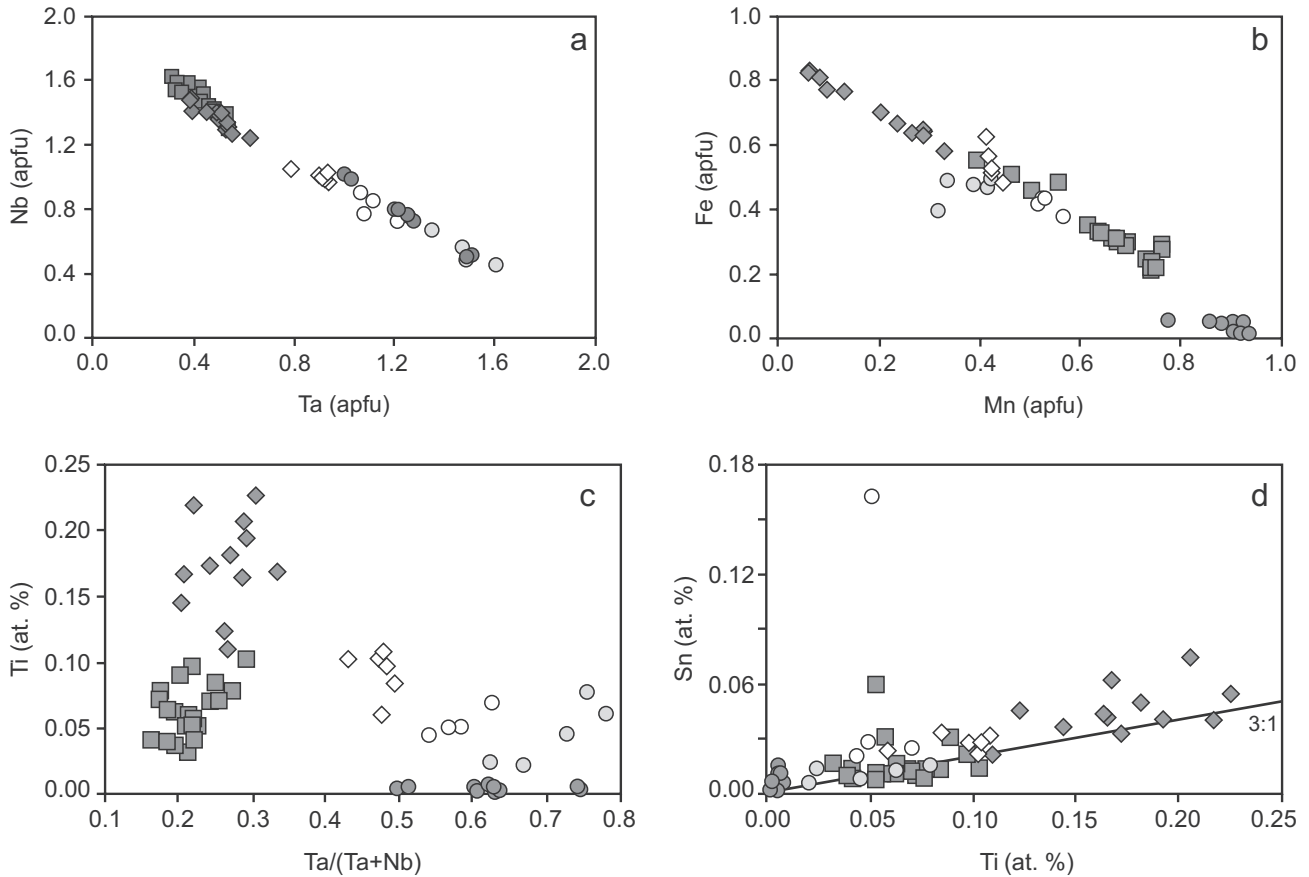 2.0
1.6
1.2
0.8
0.4
0.0
Nb (apfu)
a
0.0 0.4 0.8 1.2 1.6 2.0
Ta (apfu)
1.0
0.8
0.6
0.4
0.2
0.0
Fe (apfu)
b
0.0 0.2 0.4 0.6 0.8 1.0
Mn (apfu)
0.25
0.20
0.15
0.10
0.05
0.00
Ti (at. %)
c
0.1 0.2 0.3 0.4 0.5 0.6 0.7 0.8
Ta/(Ta+Nb)
0.18
0.12
0.06
0.00
Sn (at. %)
d
3:1
0.00 0.05 0.10 0.15 0.20 0.25
Ti (at. %)